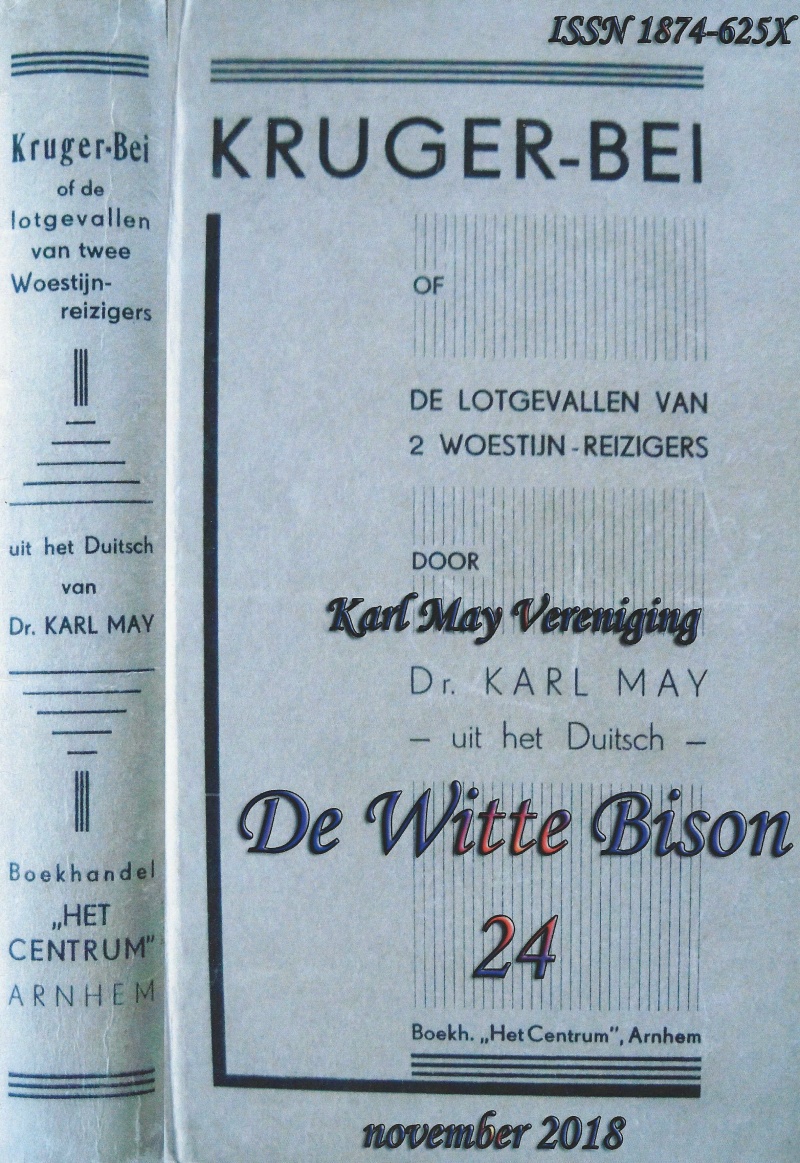 Kruger-Bei
of de
lotgevallen
van twee
Woestijn-
reizigers
uit het Duitsch
van
Dr. KARL MAY
Boekhandel
„HET
CENTRUM”
ARNHEM
ISSN 1874-625X
KRUGER-BEI
OF
DE LOTGEVALLEN VAN
2 WOESTIJN-REIZIGERS
DOOR
Karl May Vereniging
Dr. KARL MAY
— uit het Duitsch —
De Witte Bison
24
Boekh. „Het Centrum”, Arnhem
november 2018